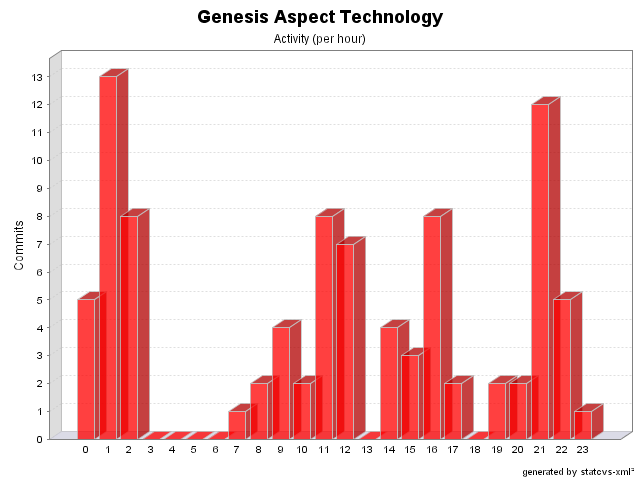 Genesis Aspect Technology
Activity (per hour)
13
12
11
10
9
8
7
6
5
4
3
2
1
0
Commits
0 1 2 3 4 5 6 7 8 9 10 11 12 13 14 15 16 17 18 19 20 21 22 23
generated by statcvs-xml²